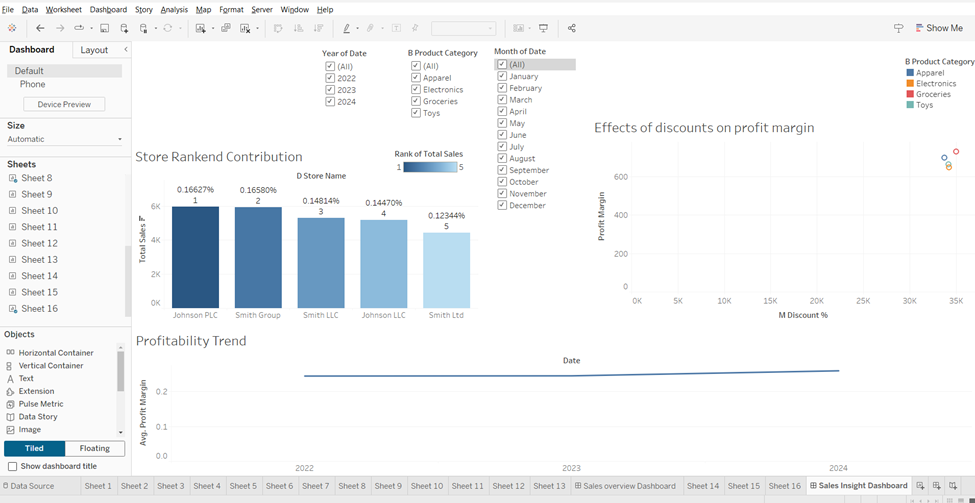 File Data Worksheet Dashboard Story Analysis Map Format Server Window Help
Show Me
Dashboard Layout
Default
Phone
Device Preview
Size
Automatic
Sheets
Sheet 8
Sheet 9
Sheet 10
Sheet 11
Sheet 12
Sheet 13
Sheet 14
Sheet 15
Sheet 16
Objects
Horizontal Container
Vertical Container
Text
Extension
Pulse Metric
Data Story
Image
Tiled Floating
Show dashboard title
Year of Date
(All)
2022
2023
2024
B Product Category
(All)
Apparel
Electronics
Groceries
Toys
Month of Date
(All)
January
February
March
April
May
June
July
August
September
October
November
December
B Product Category
Apparel
Electronics
Groceries
Toys
Store Rankend Contribution
Rank of Total Sales
1 5
D Store Name
0.16627% 0.16580% 0.14814% 0.14470% 0.12344%
1 2 3 4 5
6K
4K
2K
0K
Total Sales F
Johnson PLC Smith Group Smith LLC Johnson LLC Smith Ltd
Effects of discounts on profit margin
600
400
200
0
Profit Margin
0K 5K 10K 15K 20K 25K 30K 35K
M Discount %
Profitability Trend
Date
0.2
0.1
0.0
Avg. Profit Margin
2022 2023 2024
Data Source Sheet 1 Sheet 2 Sheet 3 Sheet 4 Sheet 5 Sheet 6 Sheet 7 Sheet 8 Sheet 9 Sheet 10 Sheet 11 Sheet 12 Sheet 13 Sales overview Dashboard Sheet 14 Sheet 15 Sheet 16 Sales Insight Dashboard